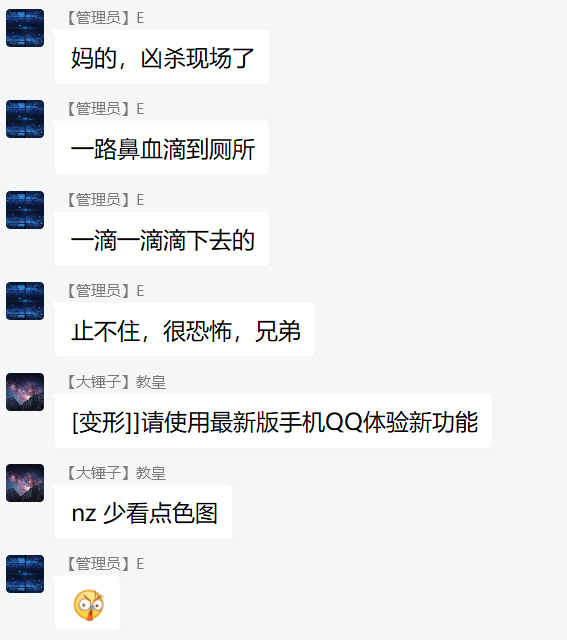 【管理员】E
妈的，凶杀现场了
【管理员】E
一路鼻血滴到厕所
【管理员】E
一滴一滴滴下去的
【管理员】E
止不住，很恐怖，兄弟
【大锤子】教皇
[变形]]请使用最新版手机QQ体验新功能
【大锤子】教皇
nz 少看点色图
【管理员】E